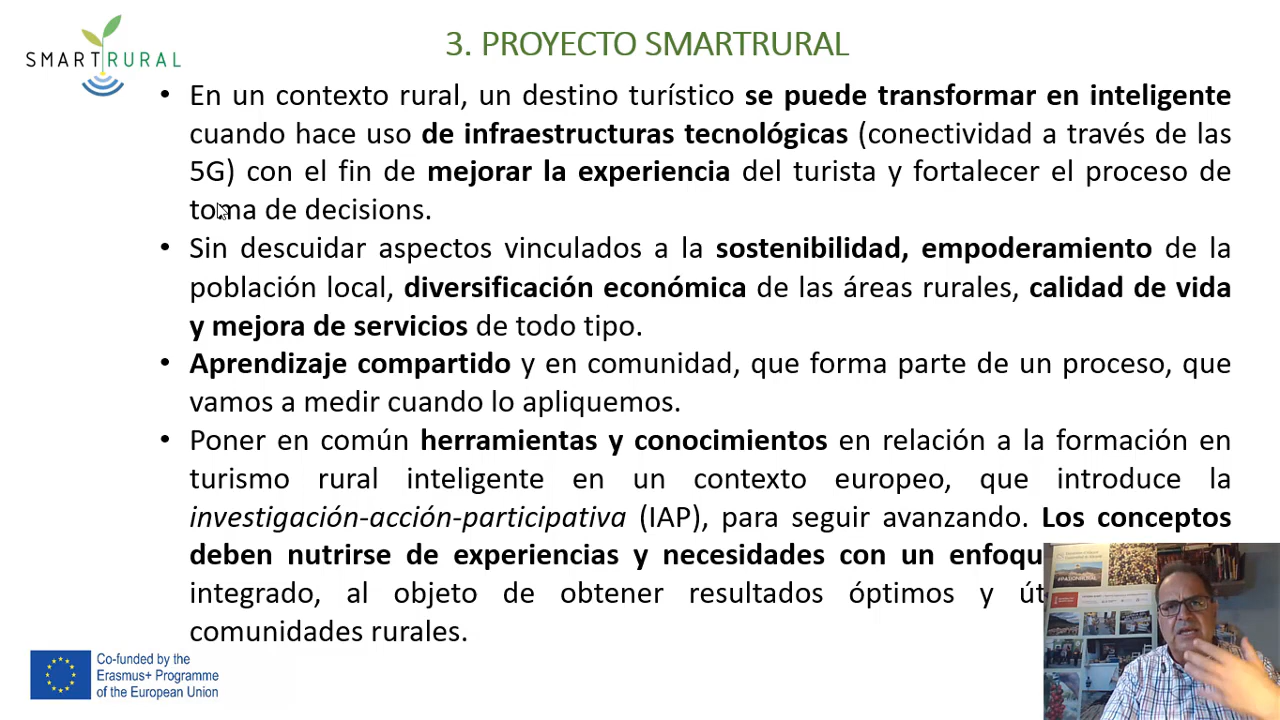 SMARTRURAL
3. PROYECTO SMARTRURAL
• En un contexto rural, un destino turístico se puede transformar en inteligente
cuando hace uso de infraestructuras tecnológicas (conectividad a través de las
5G) con el fin de mejorar la experiencia del turista y fortalecer el proceso de
toma de decisions.
• Sin descuidar aspectos vinculados a la sostenibilidad, empoderamiento de la
población local, diversificación económica de las áreas rurales, calidad de vida
y mejora de servicios de todo tipo.
• Aprendizaje compartido y en comunidad, que forma parte de un proceso, que
vamos a medir cuando lo apliquemos.
• Poner en común herramientas y conocimientos en relación a la formación en
turismo rural inteligente en un contexto europeo, que introduce la
investigación-acción-participativa (IAP), para seguir avanzando. Los conceptos
deben nutrirse de experiencias y necesidades con un
integrado, al objeto de obtener resultados óptimos y
comunidades rurales.
Co-funded by the
Erasmus+ Programme
of the European Union
#PASIONRURAL